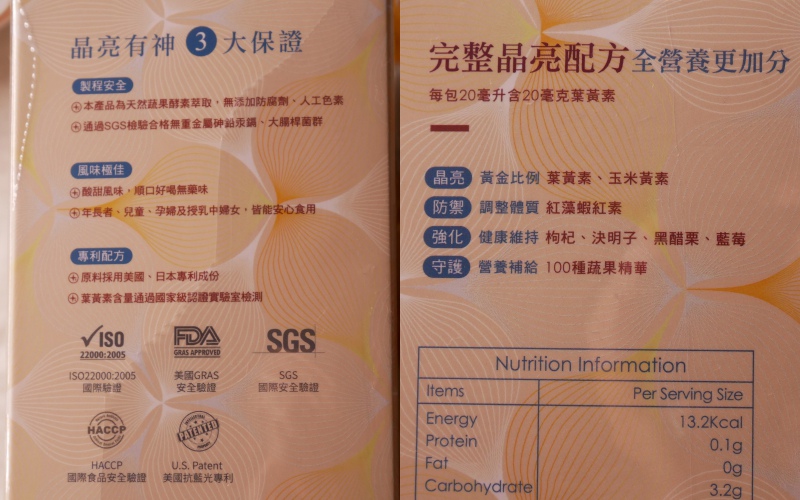 晶亮有神 3 大保證
製程安全
本產品為天然蔬果酵素萃取，無添加防腐劑、人工色素
通過SGS檢驗合格無重金屬砷鉛汞鎘、大腸桿菌群
風味極佳
酸甜風味，順口好喝無藥味
年長者、兒童、孕婦及授乳中婦女，皆能安心食用
專利配方
原料採用美國、日本專利成份
葉黃素含量通過國家級認證實驗室檢測
ISO
22000:2005
ISO22000:2005
國際驗證
FDA
GRAS APPROVED
美國GRAS
安全驗證
SGS
SGS
國際安全驗證
HACCP
HACCP
國際食品安全驗證
PATENTED
U.S. Patent
美國抗藍光專利
完整晶亮配方 全營養更加分
每包20毫升含20毫克葉黃素
晶亮 黃金比例 葉黃素、玉米黃素
防禦 調整體質 紅藻蝦紅素
強化 健康維持 枸杞、決明子、黑醋栗、藍莓
守護 營養補給 100種蔬果精華
Nutrition Information
Items Per Serving Size
Energy 13.2Kcal
Protein 0.1g
Fat 0g
Carbohydrate 3.2g